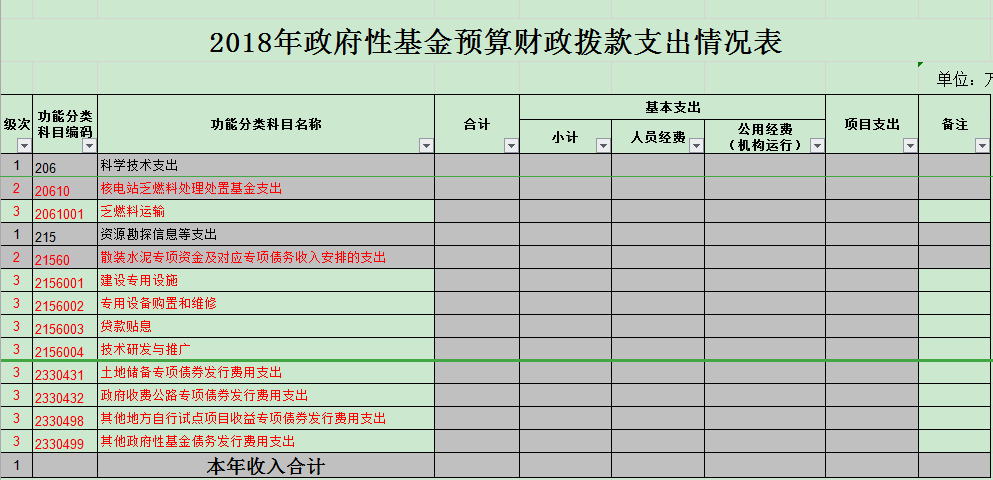 2018年政府性基金预算财政拨款支出情况表
单位：万
级次 功能分类科目编码 功能分类科目名称 合计 基本支出 项目支出 备注
小计 人员经费 公用经费（机构运行）
1 206 科学技术支出
2 20610 核电站乏燃料处理处置基金支出
3 2061001 乏燃料运输
1 215 资源勘探信息等支出
2 21560 散装水泥专项资金及对应专项债务收入安排的支出
3 2156001 建设专用设施
3 2156002 专用设备购置和维修
3 2156003 贷款贴息
3 2156004 技术研发与推广
3 2330431 土地储备专项债券发行费用支出
3 2330432 政府收费公路专项债券发行费用支出
3 2330498 其他地方自行试点项目收益专项债券发行费用支出
3 2330499 其他政府性基金债务发行费用支出
1 本年收入合计